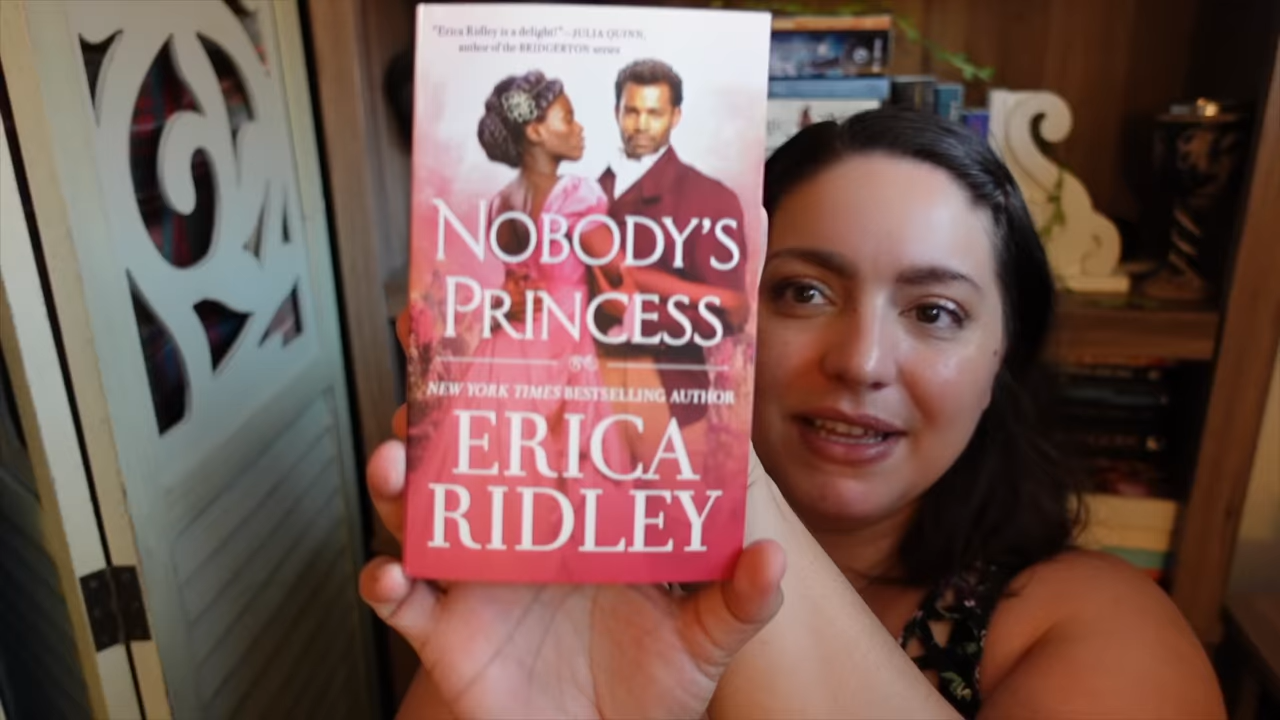 "Erica Ridley is a delight!" —JULIA QUINN,
author of the BRIDGERTON series
NOBODY'S
PRINCESS
NEW YORK TIMES BESTSELLING AUTHOR
ERICA
RIDLEY